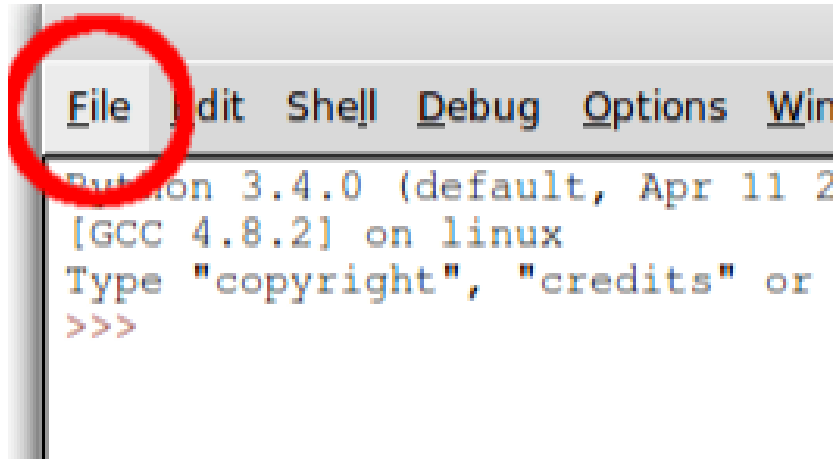 File Edit Shell Debug Options Win
Python 3.4.0 (default, Apr 11 2
[GCC 4.8.2] on linux
Type "copyright", "credits" or
>>>